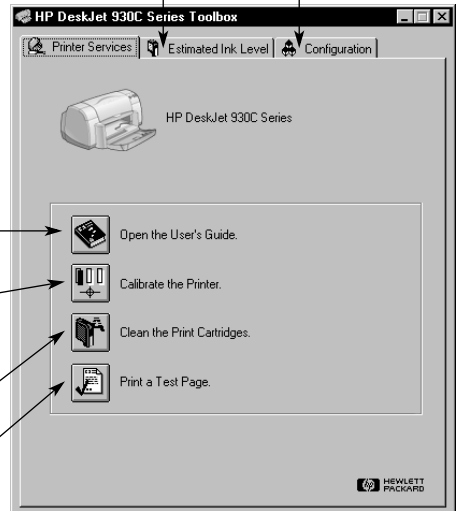 HP DeskJet 930C Series Toolbox
Printer Services Estimated Ink Level Configuration
HP DeskJet 930C Series
Open the User's Guide.
Calibrate the Printer.
Clean the Print Cartridges.
Print a Test Page.
hp HEWLETT
PACKARD